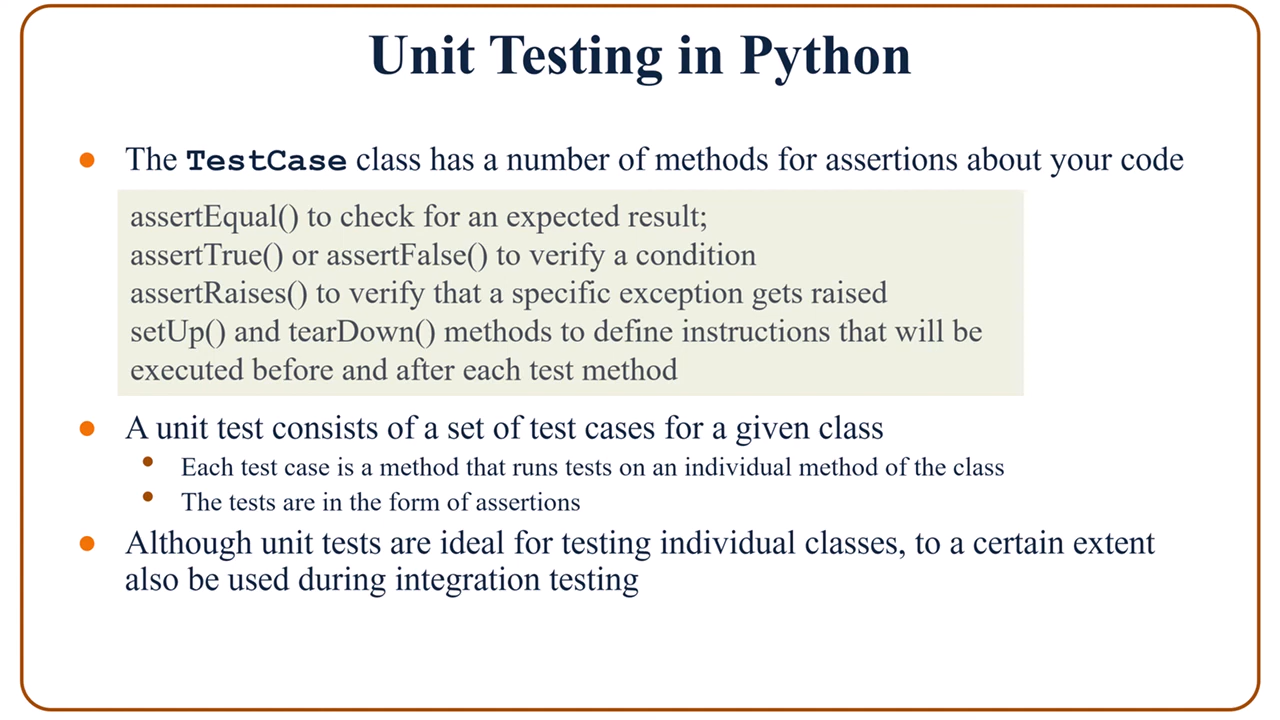 Unit Testing in Python
The TestCase class has a number of methods for assertions about your code
assertEqual() to check for an expected result;
assertTrue() or assertFalse() to verify a condition
assertRaises() to verify that a specific exception gets raised
setUp() and tearDown() methods to define instructions that will be
executed before and after each test method
A unit test consists of a set of test cases for a given class
Each test case is a method that runs tests on an individual method of the class
The tests are in the form of assertions
Although unit tests are ideal for testing individual classes, to a certain extent
also be used during integration testing